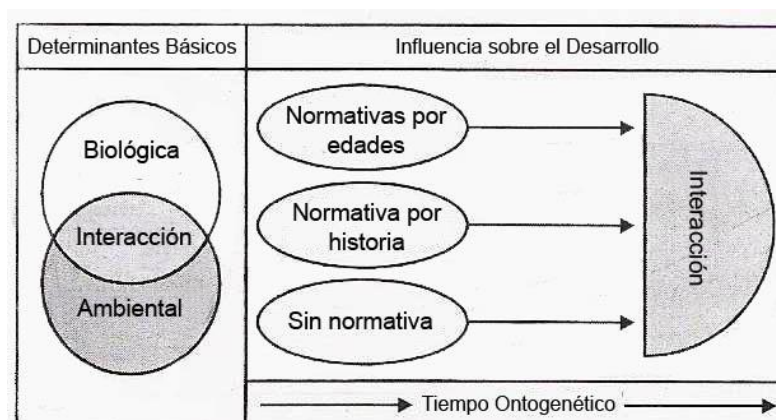 Determinantes Básicos
Influencia sobre el Desarrollo
Biológica
Interacción
Ambiental
Normativas por
edades
Normativa por
historia
Sin normativa
Interacción
Tiempo Ontogenético